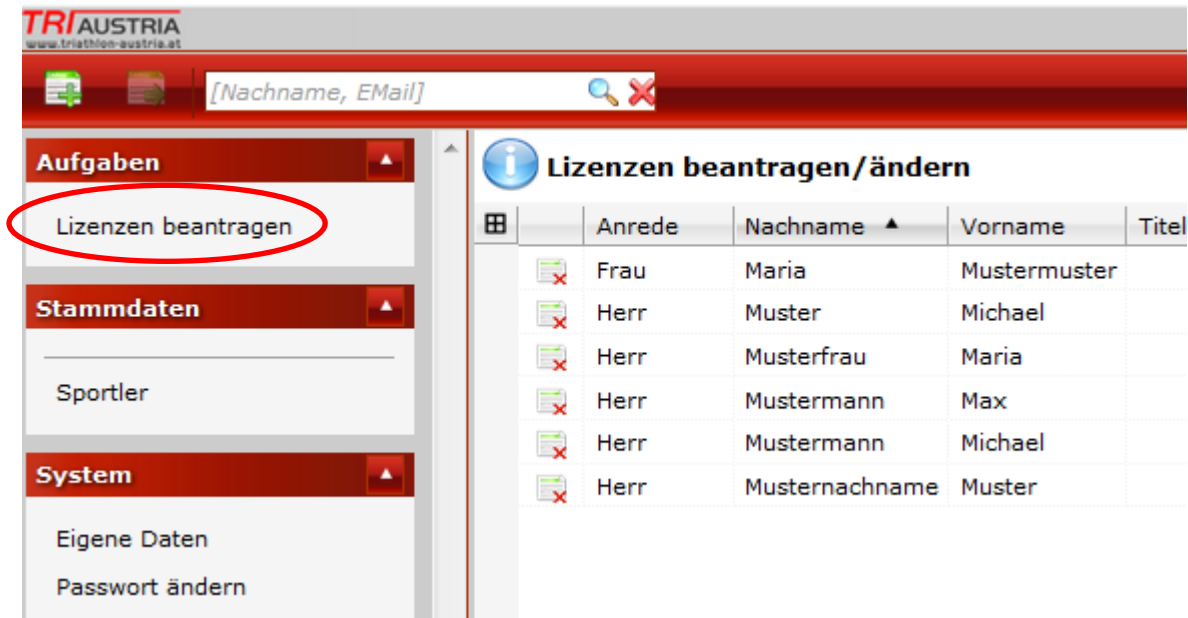 TRI AUSTRIA
www.triathlon-austria.at
[Nachname, EMail]
Aufgaben
Lizenzen beantragen
Stammdaten
Sportler
System
Eigene Daten
Passwort ändern
Lizenzen beantragen/ändern
Anrede Nachname Vorname Titel
Frau Maria Mustermuster
Herr Muster Michael
Herr Musterfrau Maria
Herr Mustermann Max
Herr Mustermann Michael
Herr Musternachname Muster